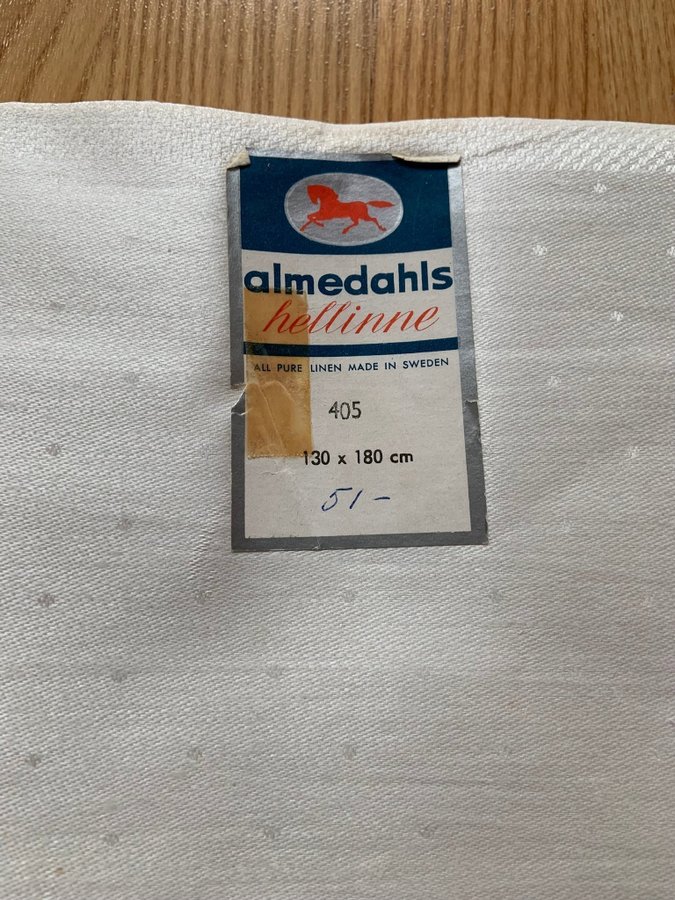 almedahls
hellinne
ALL PURE LINEN MADE IN SWEDEN
405
130 x 180 cm
51-